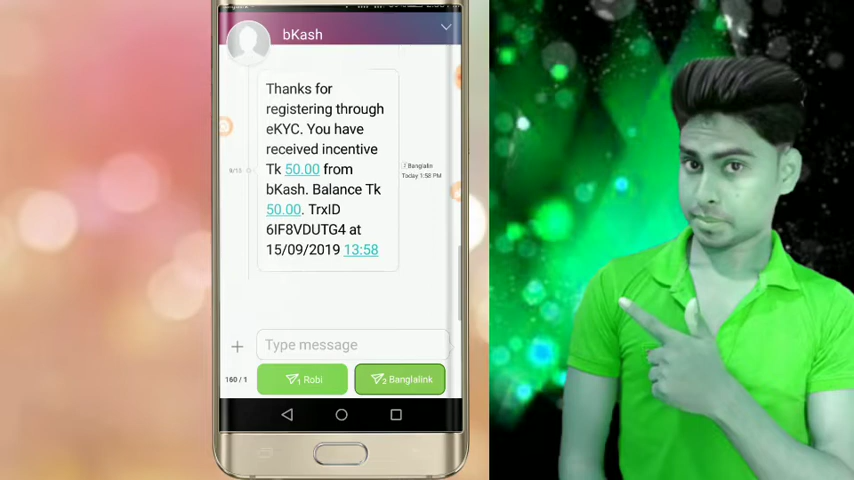 bKash
Thanks for
registering through
eKYC. You have
received incentive
Tk 50.00 from
bKash. Balance Tk
50.00. TrxID
6IF8VDUTG4 at
15/09/2019 13:58
Banglalin
Today 1:58 PM
Type message
160 / 1
1 Robi
2 Banglalink